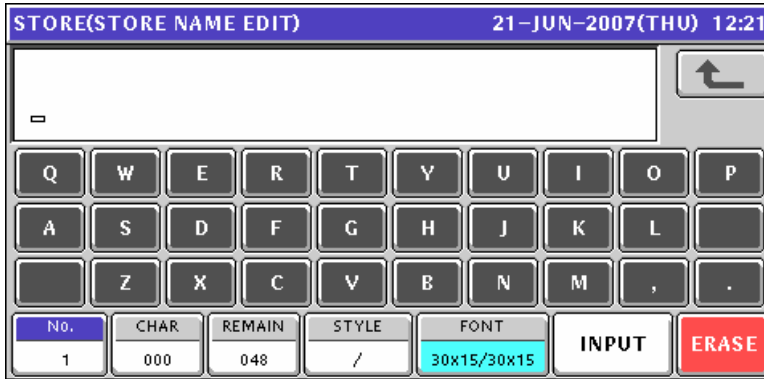 STORE(STORE NAME EDIT) 21-JUN-2007(THU) 12:21
Q W E R T Y U I O P
A S D F G H J K L
Z X C V B N M , .
No. CHAR REMAIN STYLE FONT INPUT ERASE
1 000 048 / 30x15/30x15